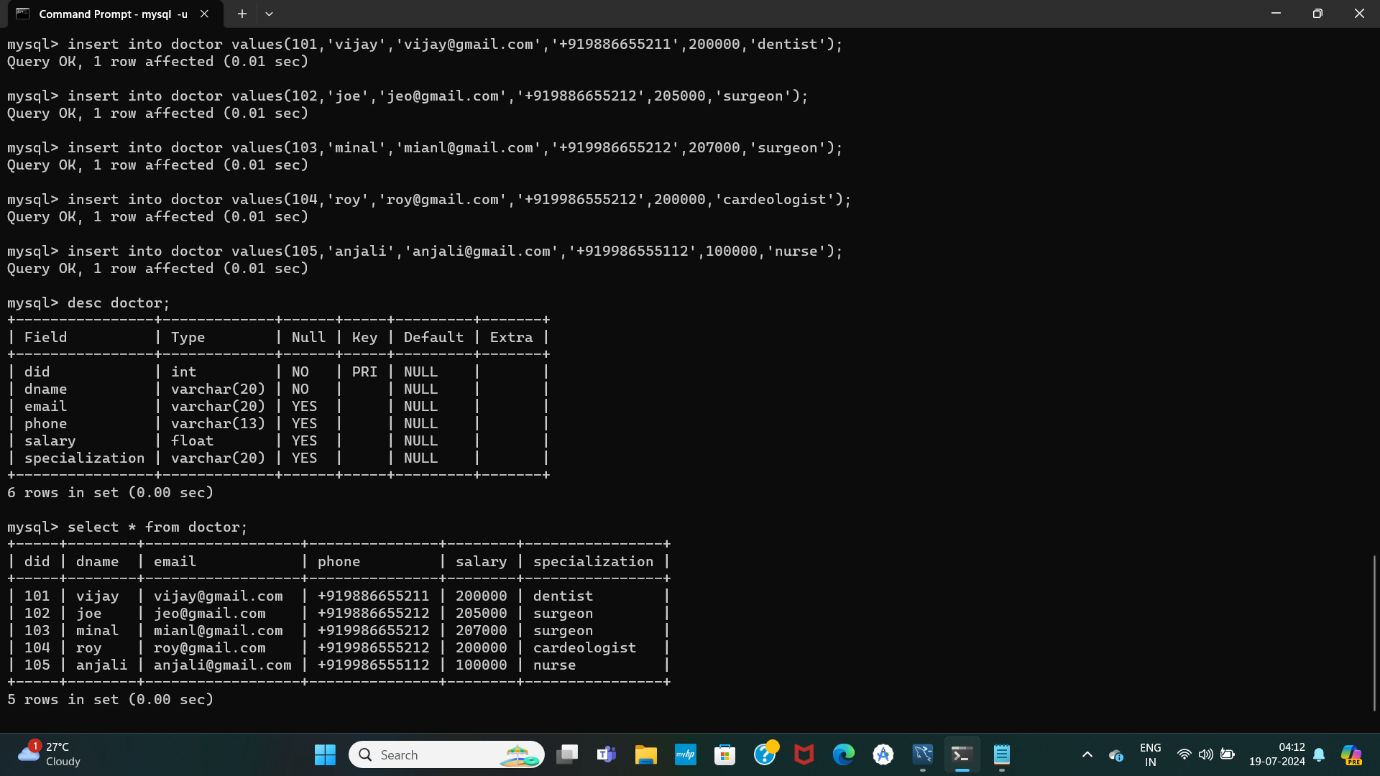 Command Prompt - mysql  -u
mysql> insert into doctor values(101,'vijay','vijay@gmail.com','+919886655211',200000,'dentist');
Query OK, 1 row affected (0.01 sec)
mysql> insert into doctor values(102,'joe','jeo@gmail.com','+919886655212',205000,'surgeon');
Query OK, 1 row affected (0.01 sec)
mysql> insert into doctor values(103,'minal','mianl@gmail.com','+919986655212',207000,'surgeon');
Query OK, 1 row affected (0.01 sec)
mysql> insert into doctor values(104,'roy','roy@gmail.com','+919986555212',200000,'cardeologist');
Query OK, 1 row affected (0.01 sec)
mysql> insert into doctor values(105,'anjali','anjali@gmail.com','+919986555112',100000,'nurse');
Query OK, 1 row affected (0.01 sec)
mysql> desc doctor;
+----------------+-------------+------+-----+---------+-------+
| Field          | Type        | Null | Key | Default | Extra |
+----------------+-------------+------+-----+---------+-------+
| did            | int         | NO   | PRI | NULL    |       |
| dname          | varchar(20) | NO   |     | NULL    |       |
| email          | varchar(20) | YES  |     | NULL    |       |
| phone          | varchar(13) | YES  |     | NULL    |       |
| salary         | float       | YES  |     | NULL    |       |
| specialization | varchar(20) | YES  |     | NULL    |       |
+----------------+-------------+------+-----+---------+-------+
6 rows in set (0.00 sec)
mysql> select * from doctor;
+-----+--------+------------------+---------------+--------+----------------+
| did | dname  | email            | phone         | salary | specialization |
+-----+--------+------------------+---------------+--------+----------------+
| 101 | vijay  | vijay@gmail.com  | +919886655211 | 200000 | dentist        |
| 102 | joe    | jeo@gmail.com    | +919886655212 | 205000 | surgeon        |
| 103 | minal  | mianl@gmail.com  | +919986655212 | 207000 | surgeon        |
| 104 | roy    | roy@gmail.com    | +919986555212 | 200000 | cardeologist   |
| 105 | anjali | anjali@gmail.com | +919986555112 | 100000 | nurse          |
+-----+--------+------------------+---------------+--------+----------------+
5 rows in set (0.00 sec)
1
27°C
Cloudy
Search
myhp
ENG
IN
04:12
19-07-2024
PRE